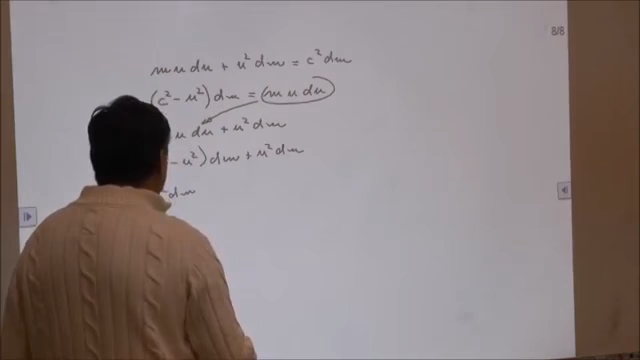 8/8
m u du + u² dm = c² dm
(c² - u²) dm = m u du
u du + u² dm
- u²) dm + u² dm
dm